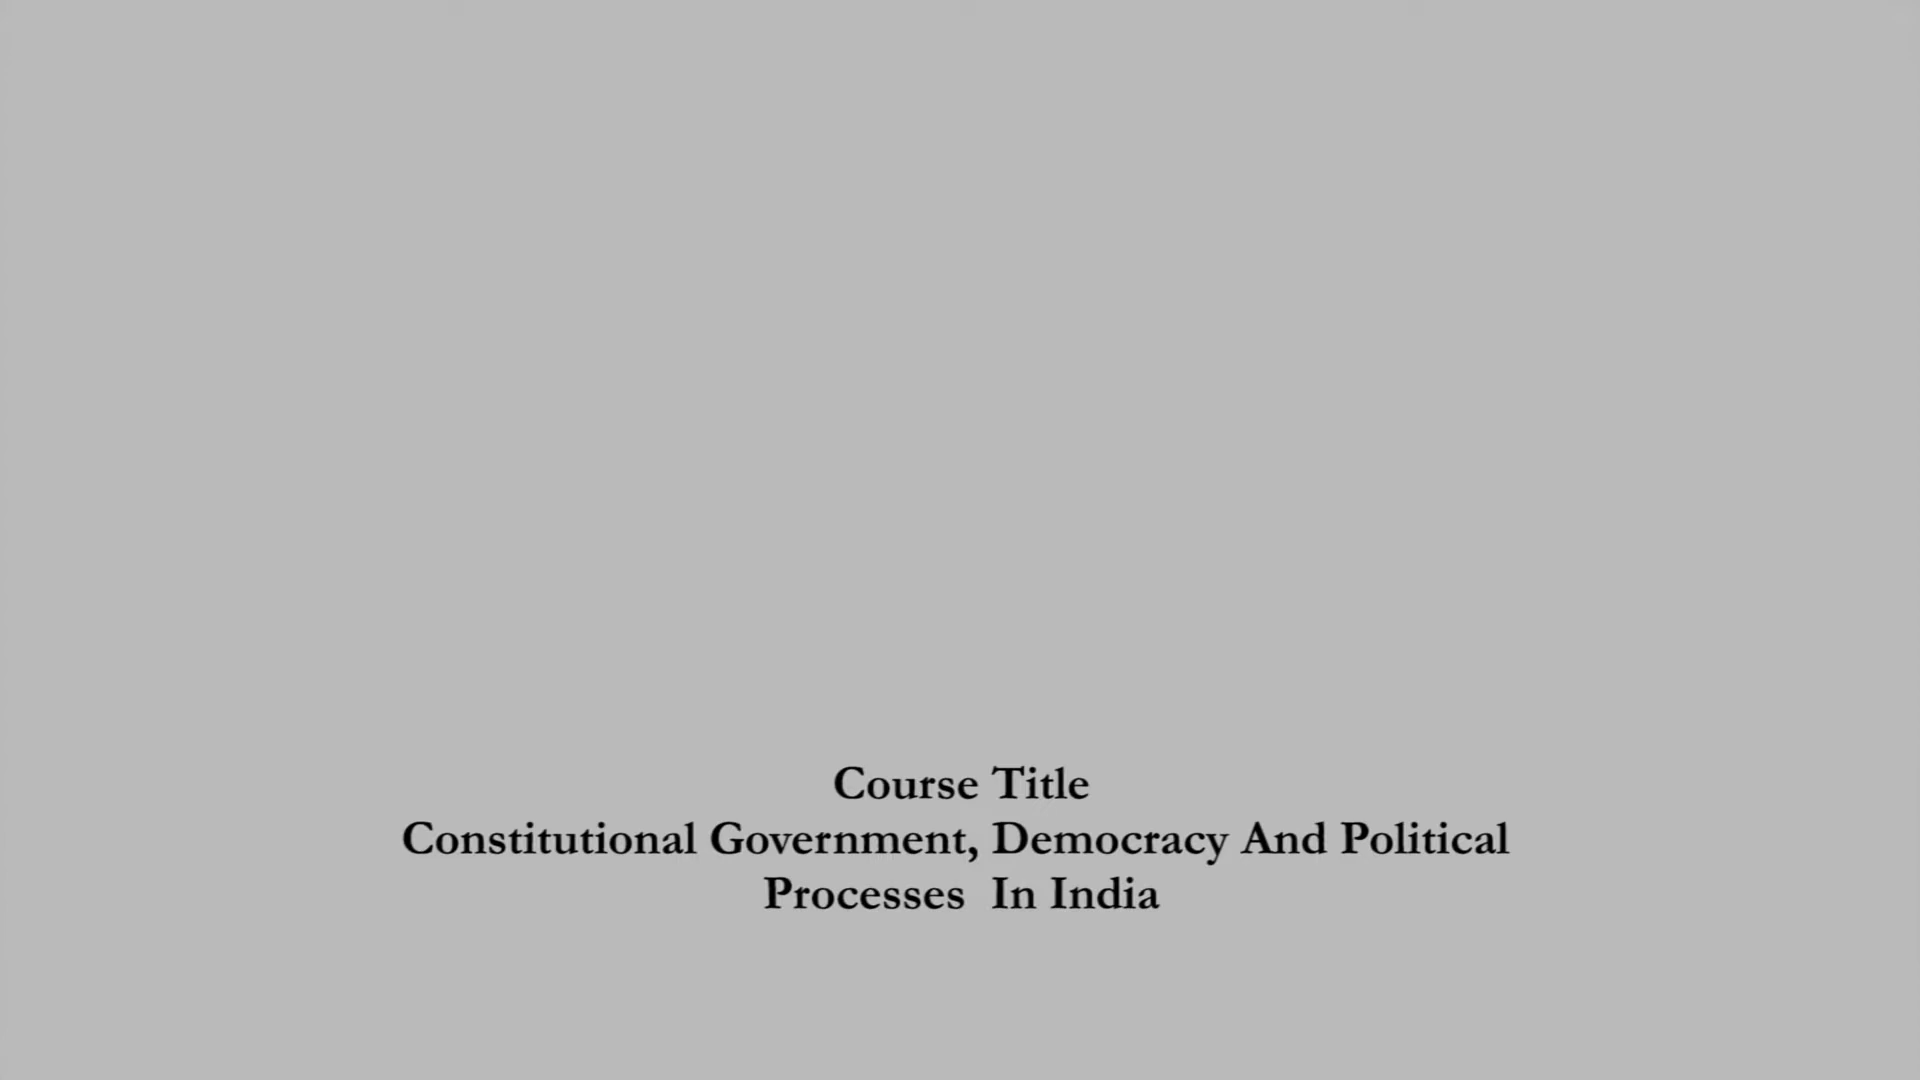 Course Title
Constitutional Government, Democracy And Political
Processes  In India